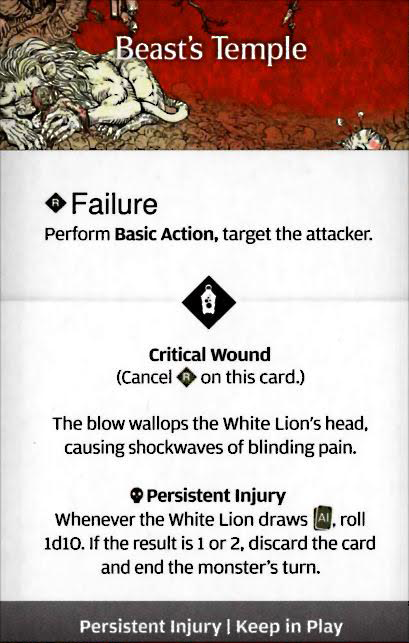 Beast's Temple
R Failure
Perform Basic Action, target the attacker.
Critical Wound
(Cancel R on this card.)
The blow wallops the White Lion's head,
causing shockwaves of blinding pain.
Persistent Injury
Whenever the White Lion draws AI, roll
1d10. If the result is 1 or 2, discard the card
and end the monster's turn.
Persistent Injury | Keep in Play